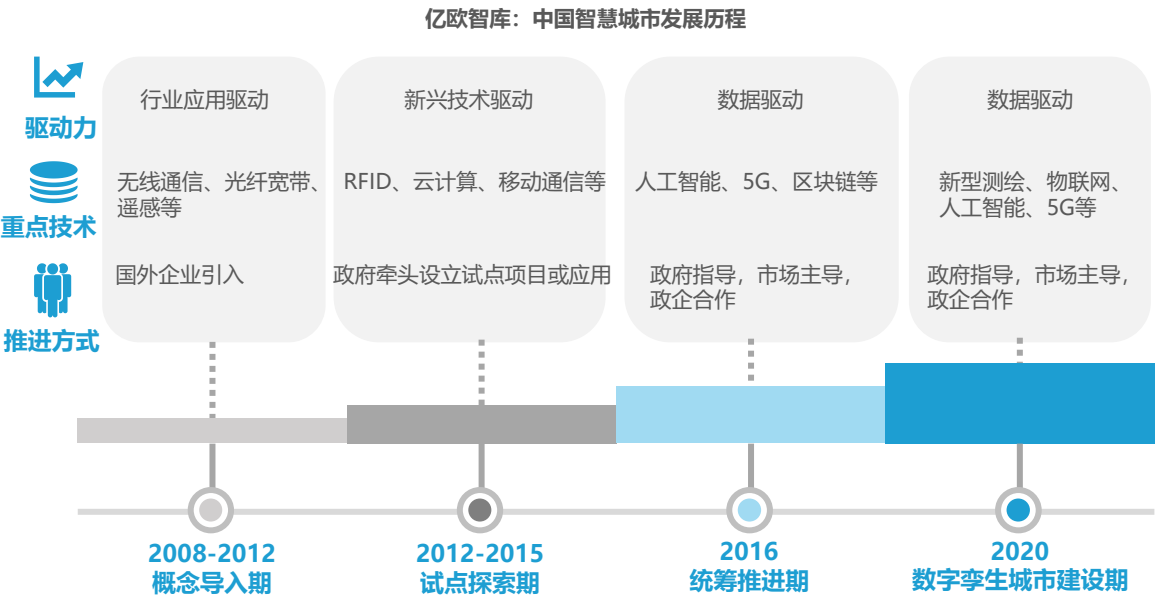 亿欧智库：中国智慧城市发展历程
驱动力
行业应用驱动
新兴技术驱动
数据驱动
数据驱动
重点技术
无线通信、光纤宽带、
遥感等
RFID、云计算、移动通信等
人工智能、5G、区块链等
新型测绘、物联网、
人工智能、5G等
推进方式
国外企业引入
政府牵头设立试点项目或应用
政府指导，市场主导，
政企合作
政府指导，市场主导，
政企合作
2008-2012
概念导入期
2012-2015
试点探索期
2016
统筹推进期
2020
数字孪生城市建设期